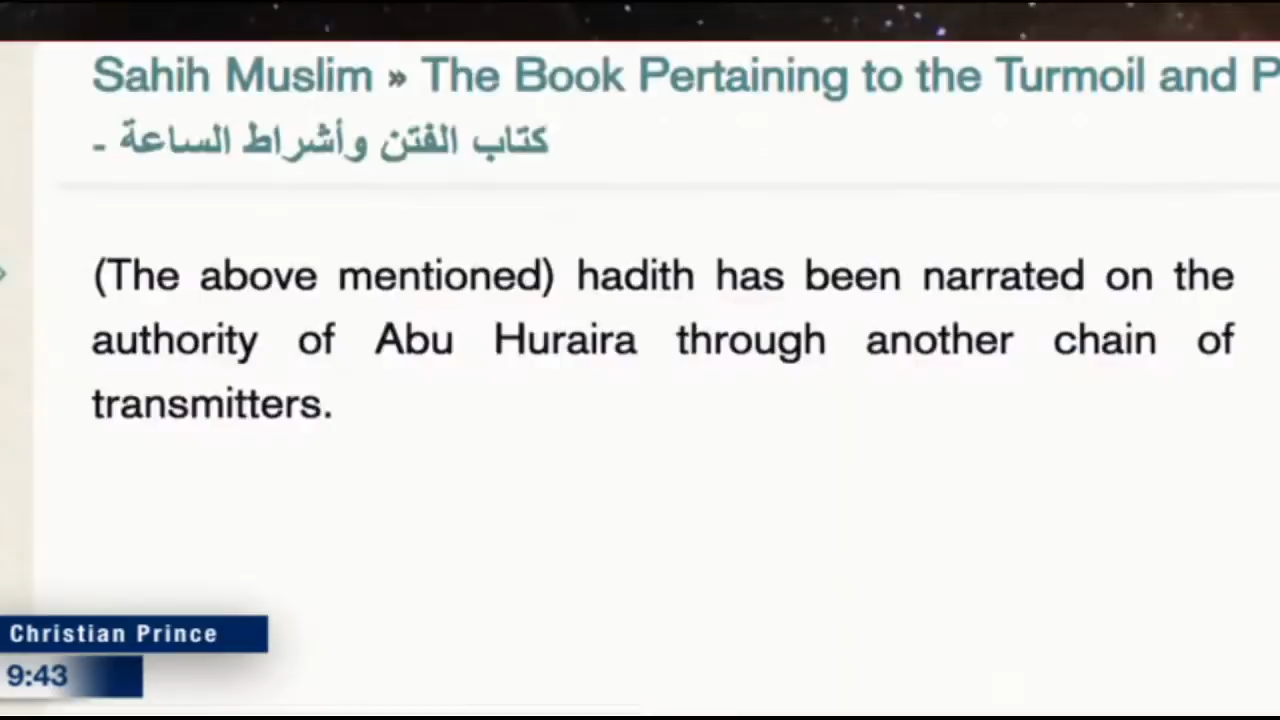 Sahih Muslim » The Book Pertaining to the Turmoil and P
كتاب الفتن وأشراط الساعة -
(The above mentioned) hadith has been narrated on the
authority of Abu Huraira through another chain of
transmitters.
Christian Prince
9:43